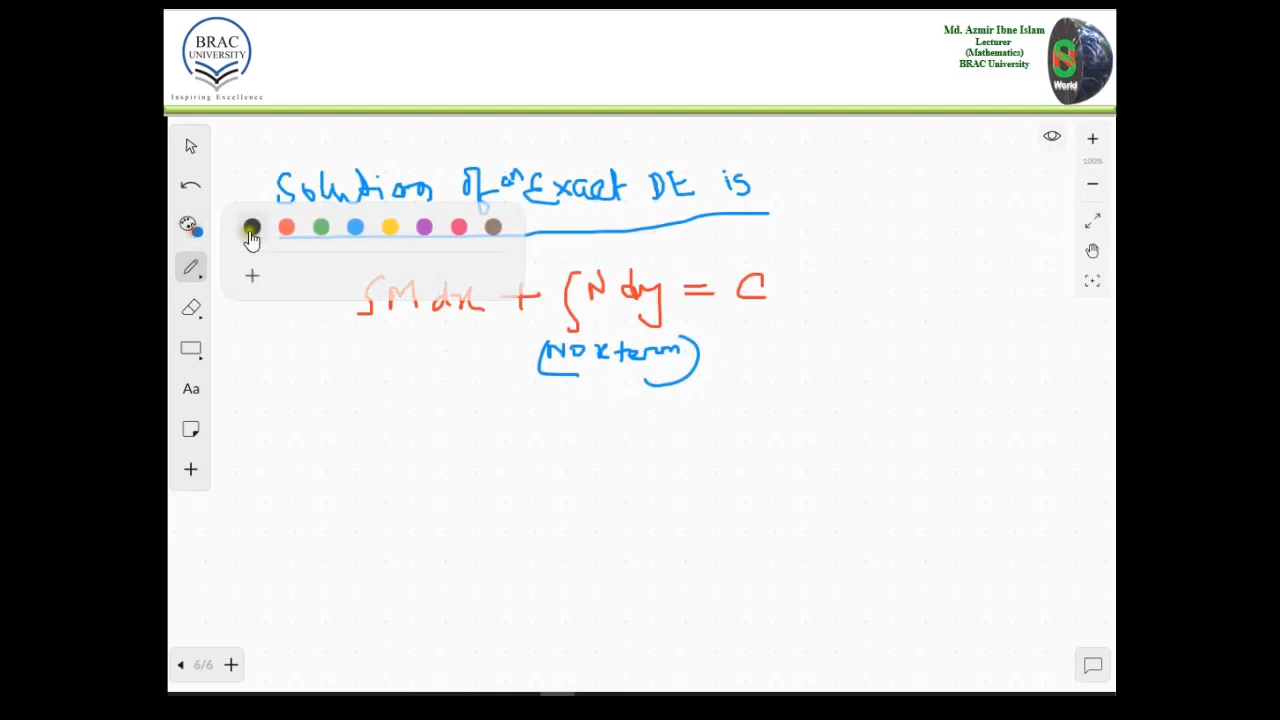 BRAC
UNIVERSITY
Inspiring Excellence
Md. Azmir Ibne Islam
Lecturer
(Mathematics)
BRAC University
S
World
100%
Solution of an Exact DE is
∫M dx + ∫N dy = C
(NO x term)
Aa
6/6